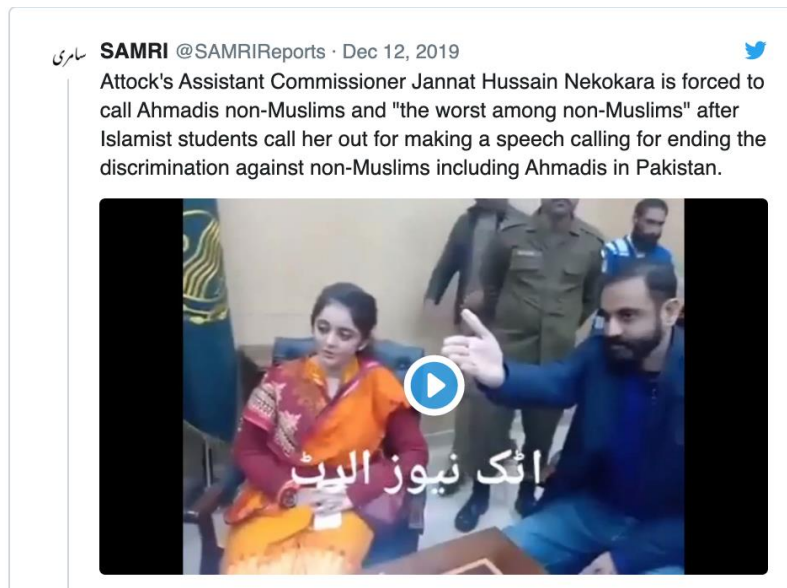 سامری SAMRI @SAMRIReports · Dec 12, 2019
Attock's Assistant Commissioner Jannat Hussain Nekokara is forced to
call Ahmadis non-Muslims and "the worst among non-Muslims" after
Islamist students call her out for making a speech calling for ending the
discrimination against non-Muslims including Ahmadis in Pakistan.
اٹک نیوز الرٹ